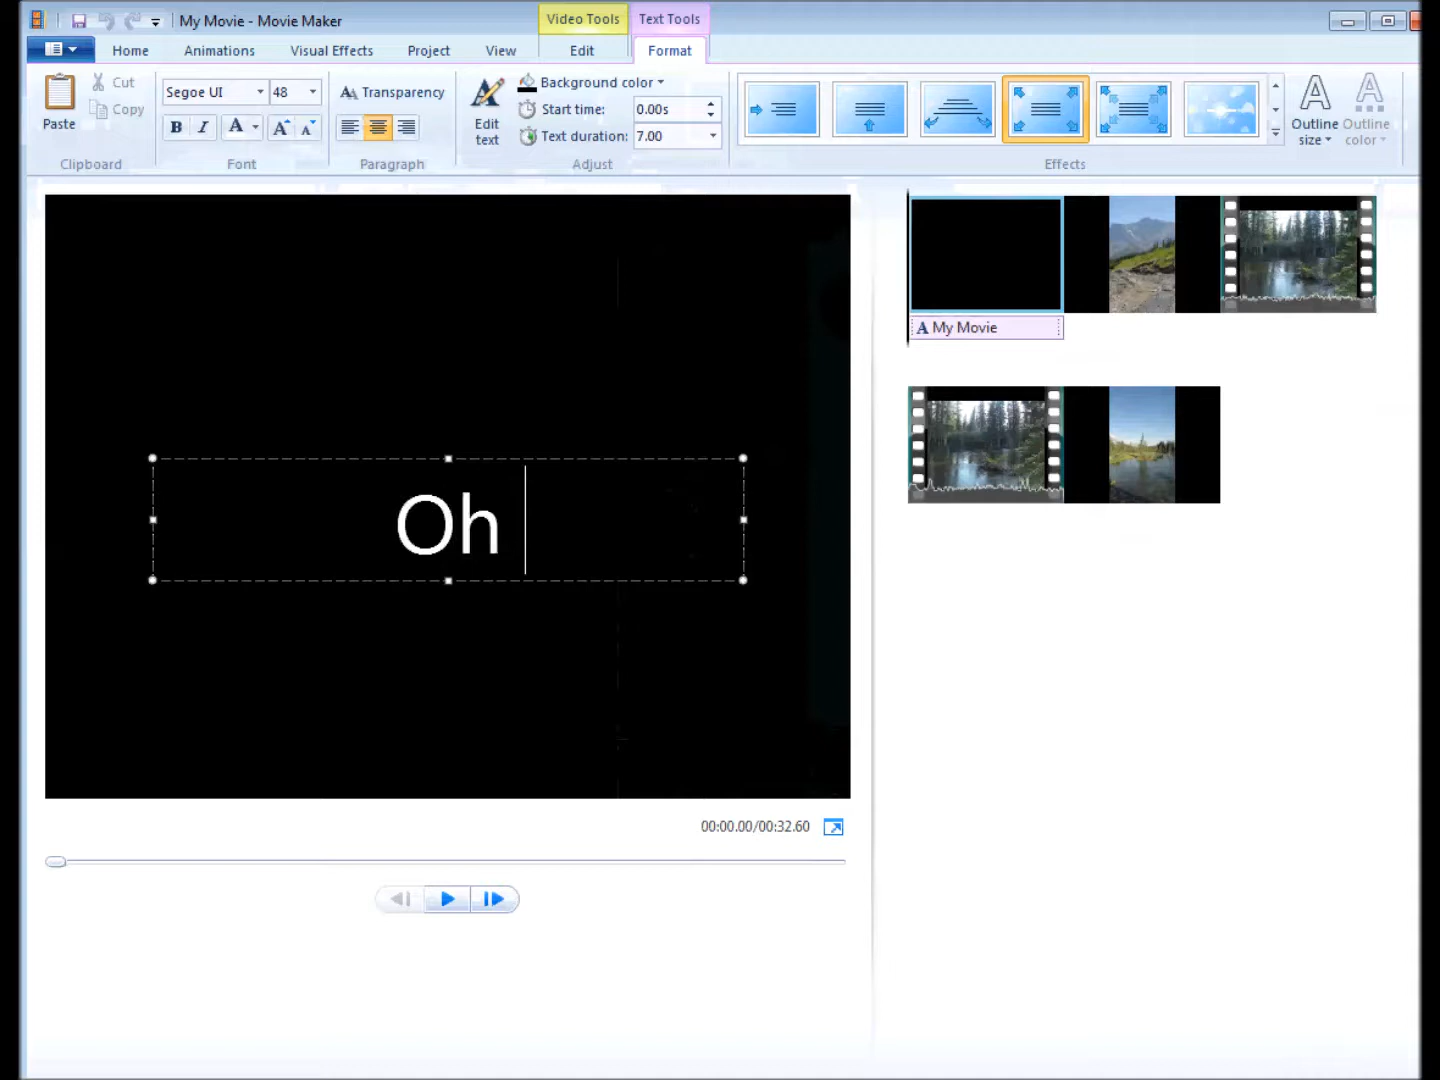 My Movie - Movie Maker
Video Tools
Text Tools
Home
Animations
Visual Effects
Project
View
Edit
Format
Paste
Cut
Copy
Clipboard
Segoe UI
48
B I A A A
Font
Transparency
Paragraph
Edit text
Background color
Start time: 0.00s
Text duration: 7.00
Adjust
Effects
Outline size
Outline color
Oh
A My Movie
00:00.00/00:32.60